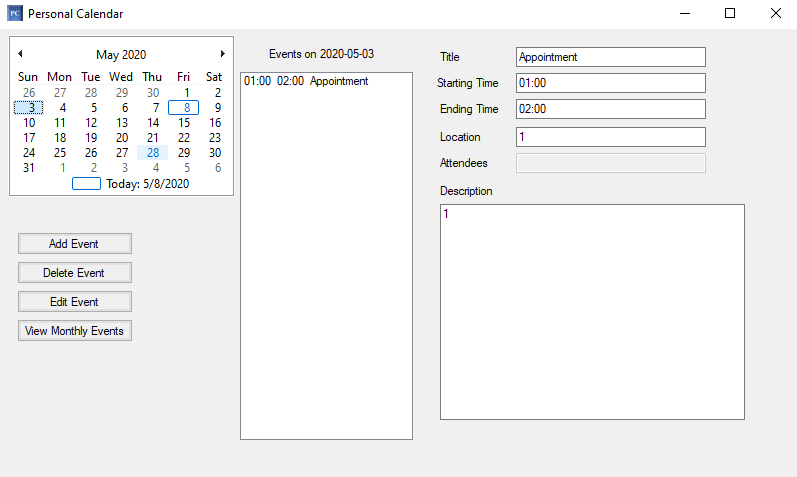 PC Personal Calendar
May 2020
Sun Mon Tue Wed Thu Fri Sat
26 27 28 29 30 1 2
3 4 5 6 7 8 9
10 11 12 13 14 15 16
17 18 19 20 21 22 23
24 25 26 27 28 29 30
31 1 2 3 4 5 6
Today: 5/8/2020
Add Event
Delete Event
Edit Event
View Monthly Events
Events on 2020-05-03
01:00 02:00 Appointment
Title Appointment
Starting Time 01:00
Ending Time 02:00
Location 1
Attendees
Description
1